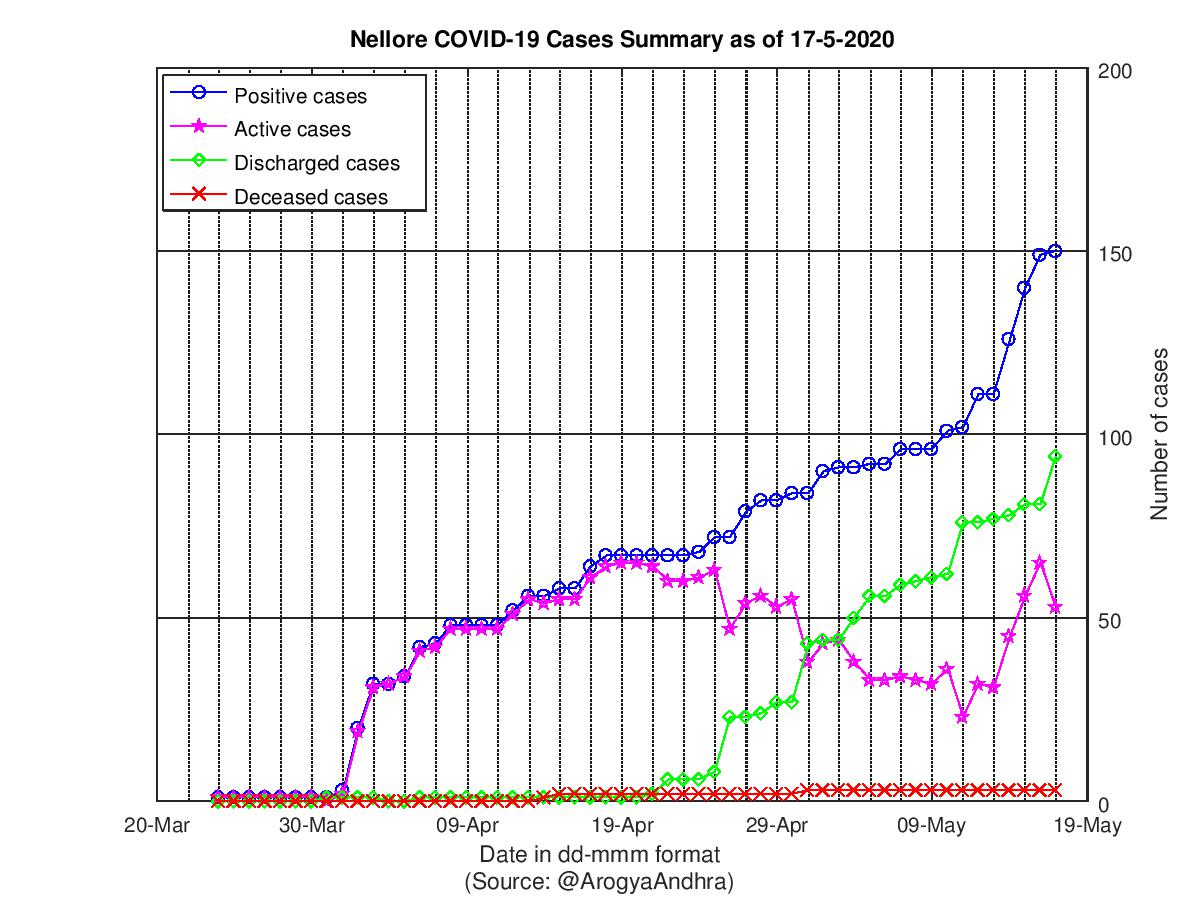 Nellore COVID-19 Cases Summary as of 17-5-2020
Positive cases
Active cases
Discharged cases
Deceased cases
200
150
100
50
0
Number of cases
20-Mar 30-Mar 09-Apr 19-Apr 29-Apr 09-May 19-May
Date in dd-mmm format
(Source: @ArogyaAndhra)